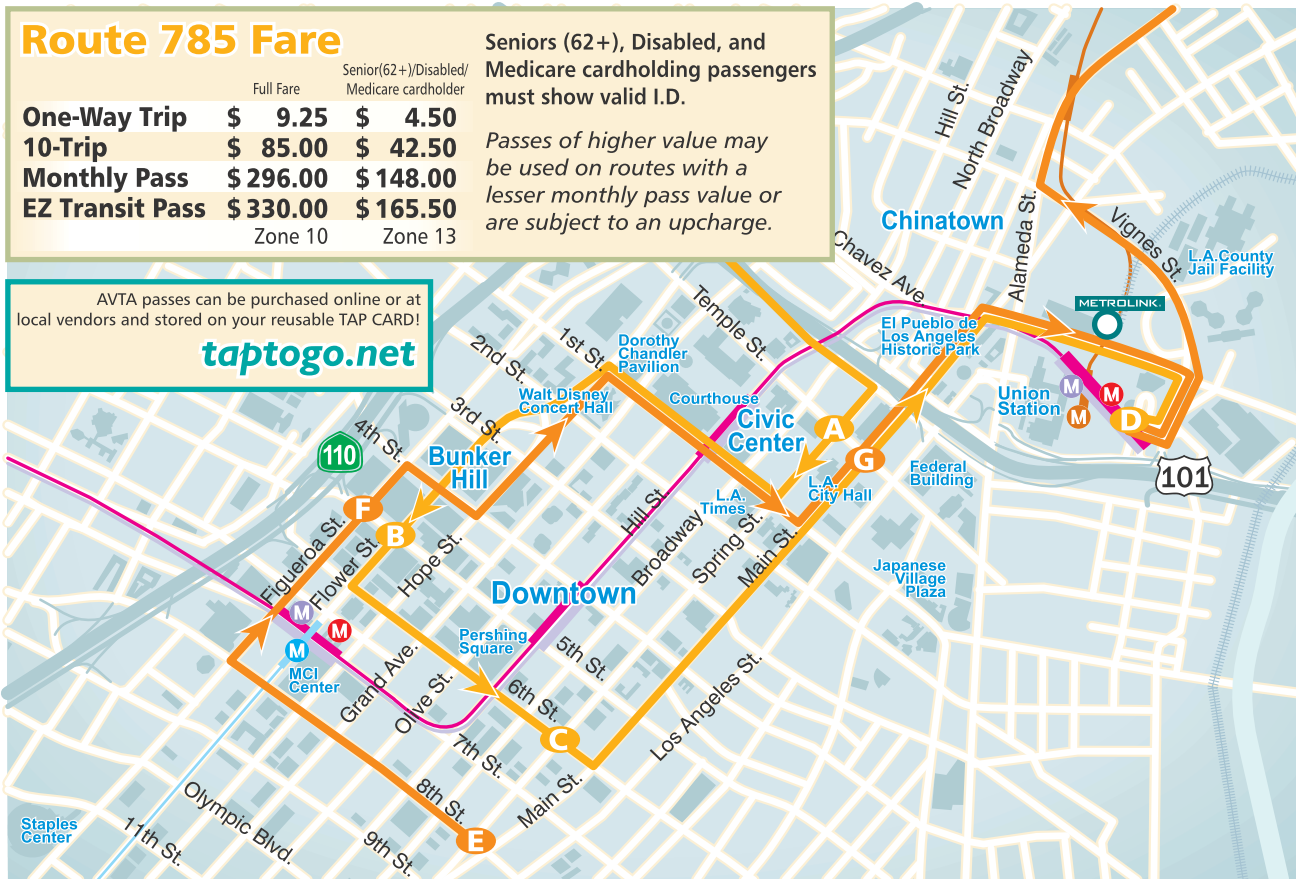 Route 785 Fare
Full Fare
Senior(62+)/Disabled/
Medicare cardholder
One-Way Trip $ 9.25 $ 4.50
10-Trip $ 85.00 $ 42.50
Monthly Pass $ 296.00 $ 148.00
EZ Transit Pass $ 330.00 $ 165.50
Zone 10 Zone 13
Seniors (62+), Disabled, and
Medicare cardholding passengers
must show valid I.D.
Passes of higher value may
be used on routes with a
lesser monthly pass value or
are subject to an upcharge.
AVTA passes can be purchased online or at
local vendors and stored on your reusable TAP CARD!
taptogo.net
Hill St.
North Broadway
Chinatown
Alameda St.
Vignes St.
L.A.County
Jail Facility
Chavez Ave.
METROLINK.
El Pueblo de
Los Angeles
Historic Park
Union
Station
M
M
M
D
101
Temple St.
1st St.
Dorothy
Chandler
Pavilion
2nd St.
Walt Disney
Concert Hall
Courthouse
Civic
Center
A
G
3rd St.
4th St.
110
Bunker
Hill
L.A.
Times
L.A.
City Hall
Federal
Building
F
B
Figueroa St.
Flower St.
Hope St.
Hill St.
Broadway
Spring St.
Main St.
Japanese
Village
Plaza
Downtown
M
M
M
MCI
Center
Pershing
Square
5th St.
Grand Ave.
Olive St.
6th St.
Los Angeles St.
C
7th St.
8th St.
Main St.
E
Olympic Blvd.
9th St.
11th St.
Staples
Center